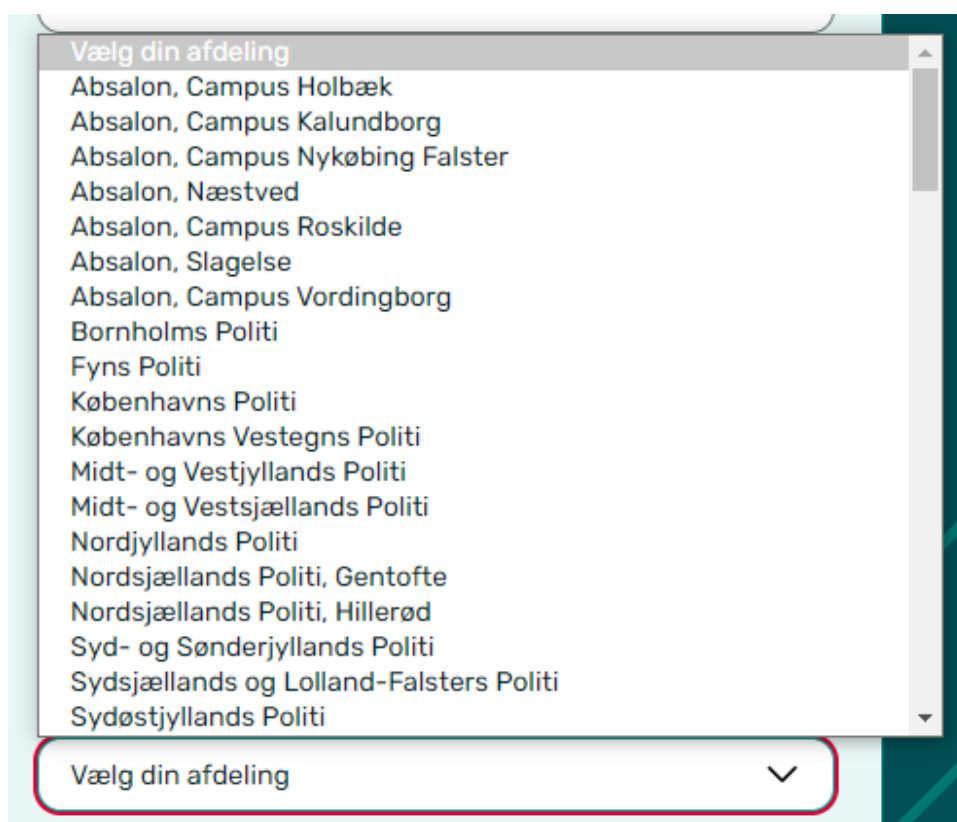 Vælg din afdeling
Absalon, Campus Holbæk
Absalon, Campus Kalundborg
Absalon, Campus Nykøbing Falster
Absalon, Næstved
Absalon, Campus Roskilde
Absalon, Slagelse
Absalon, Campus Vordingborg
Bornholms Politi
Fyns Politi
Københavns Politi
Københavns Vestegns Politi
Midt- og Vestjyllands Politi
Midt- og Vestsjællands Politi
Nordjyllands Politi
Nordsjællands Politi, Gentofte
Nordsjællands Politi, Hillerød
Syd- og Sønderjyllands Politi
Sydsjællands og Lolland-Falsters Politi
Sydøstjyllands Politi
Vælg din afdeling